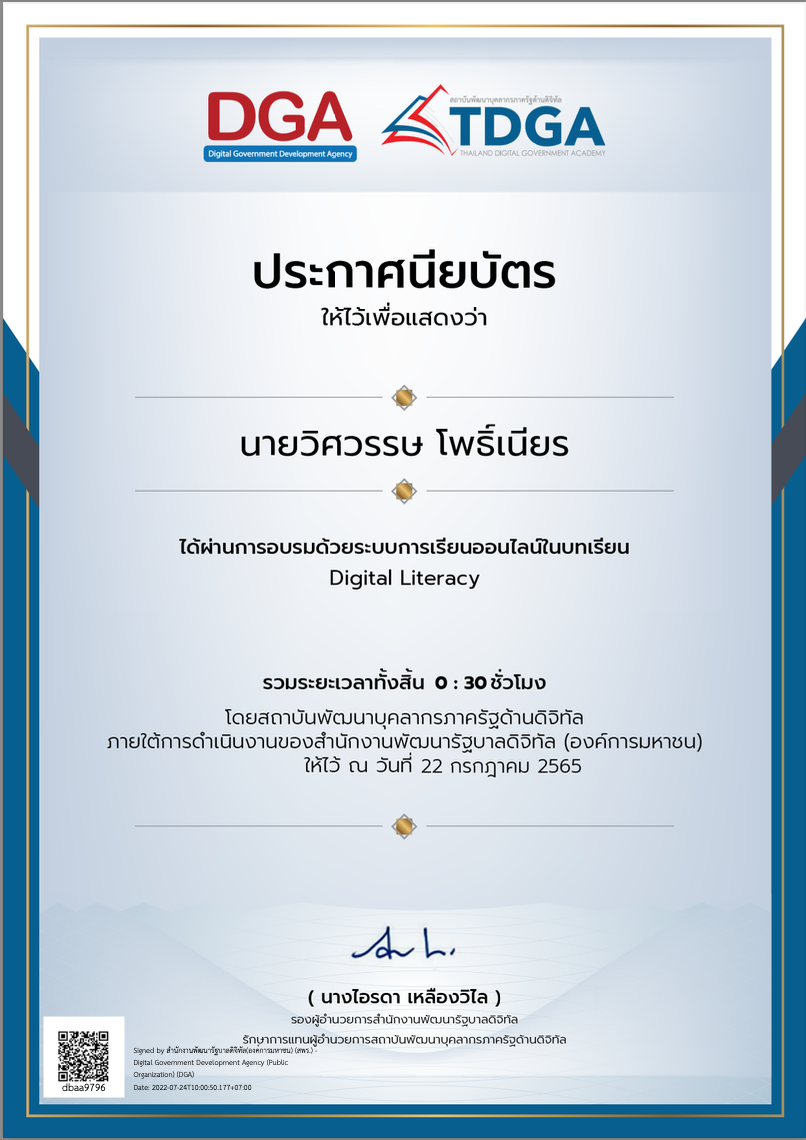 DGA
Digital Government Development Agency
สถาบันพัฒนาบุคลากรภาครัฐด้านดิจิทัล
TDGA
THAILAND DIGITAL GOVERNMENT ACADEMY
ประกาศนียบัตร
ให้ไว้เพื่อแสดงว่า
นายวิศวรรษ โพธิ์เนียร
ได้ผ่านการอบรมด้วยระบบการเรียนออนไลน์ในบทเรียน
Digital Literacy
รวมระยะเวลาทั้งสิ้น 0 : 30 ชั่วโมง
โดยสถาบันพัฒนาบุคลากรภาครัฐด้านดิจิทัล
ภายใต้การดำเนินงานของสำนักงานพัฒนารัฐบาลดิจิทัล (องค์การมหาชน)
ให้ไว้ ณ วันที่ 22 กรกฎาคม 2565
( นางไอรดา เหลืองวิไล )
รองผู้อำนวยการสำนักงานพัฒนารัฐบาลดิจิทัล
รักษาการแทนผู้อำนวยการสถาบันพัฒนาบุคลากรภาครัฐด้านดิจิทัล
Signed by สำนักงานพัฒนารัฐบาลดิจิทัล(องค์การมหาชน) (สพร.) -
Digital Government Development Agency (Public
Organization) (DGA)
Date: 2022-07-24T10:00:50.177+07:00
dbaa9796